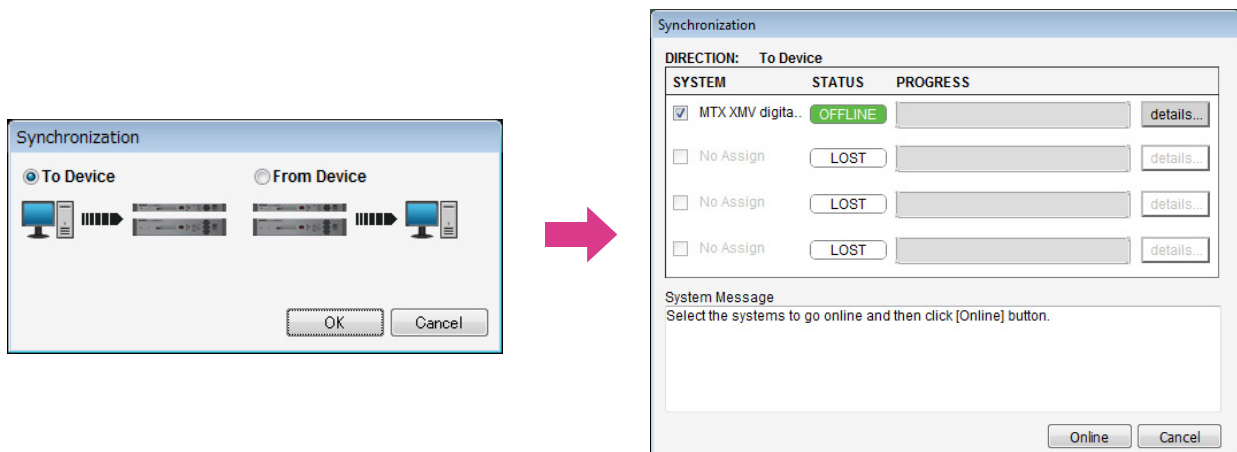 Synchronization
To Device From Device
OK Cancel
Synchronization
DIRECTION: To Device
SYSTEM STATUS PROGRESS
MTX XMV digita.. OFFLINE details...
No Assign LOST details...
No Assign LOST details...
No Assign LOST details...
System Message
Select the systems to go online and then click [Online] button.
Online Cancel